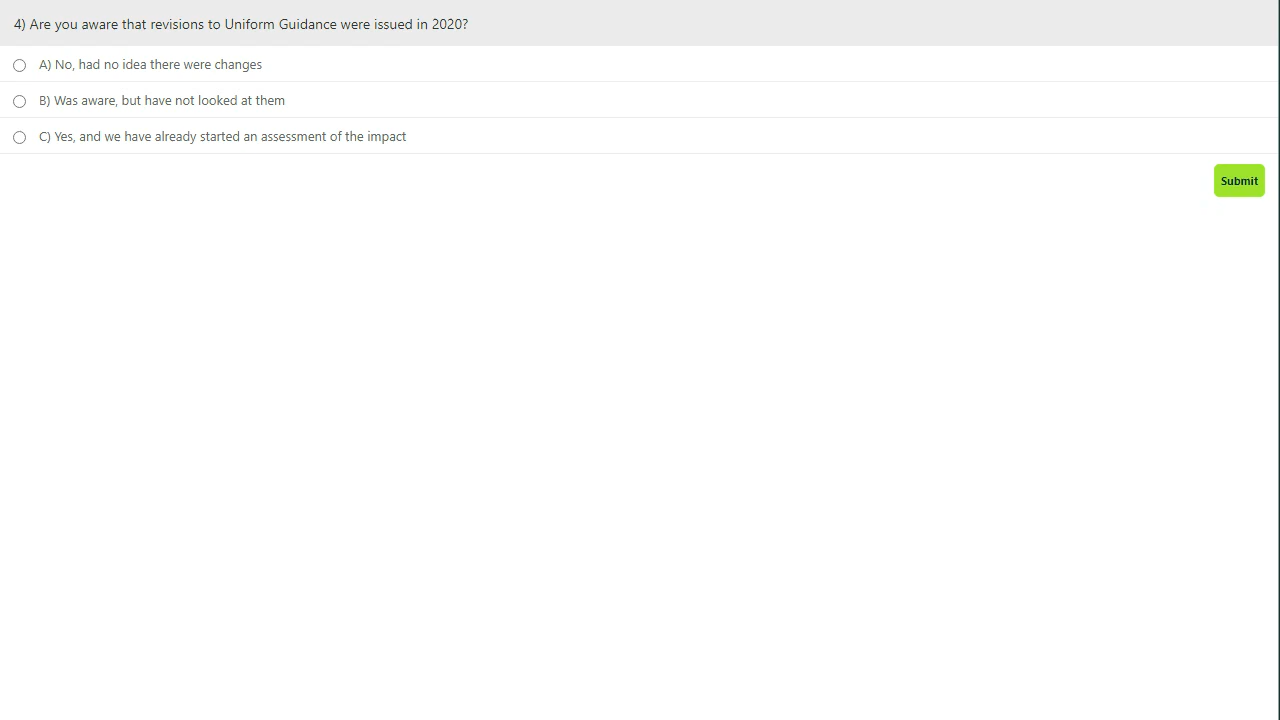 4) Are you aware that revisions to Uniform Guidance were issued in 2020?
A) No, had no idea there were changes
B) Was aware, but have not looked at them
C) Yes, and we have already started an assessment of the impact
Submit